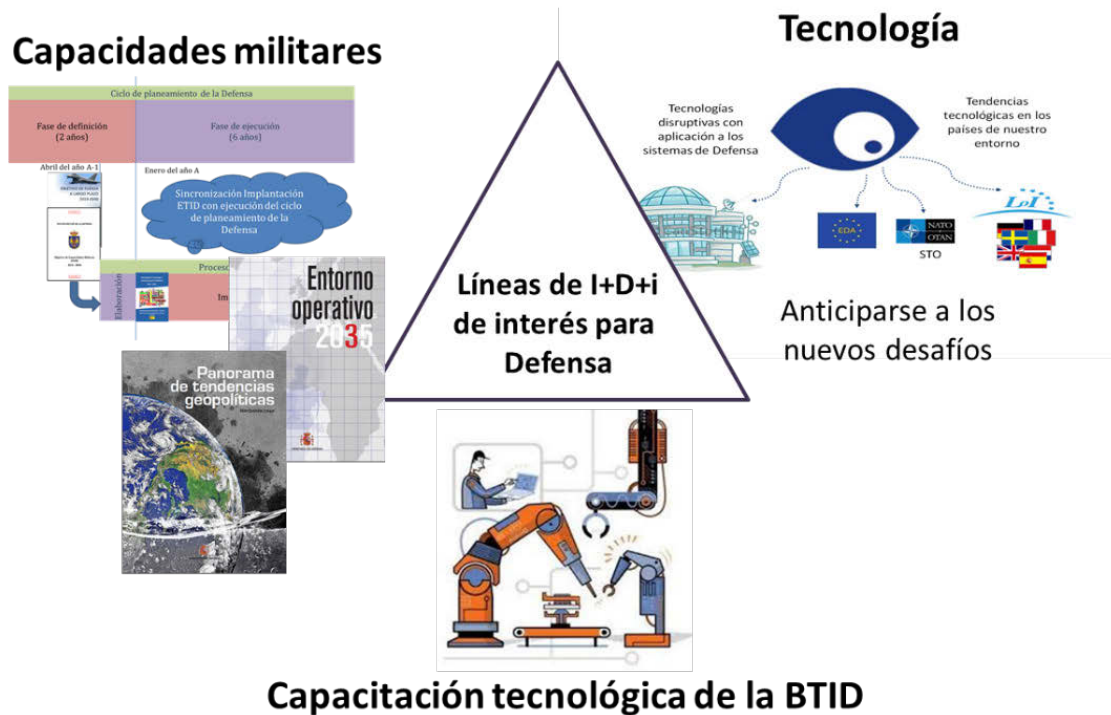 Capacidades militares
Ciclo de planeamiento de la Defensa
Fase de definición
(2 años)
Fase de ejecución
(6 años)
Abril del año A-1
Enero del año A
Sincronización Implantación
ETID con ejecución del ciclo
de planeamiento de la
Defensa
Elaboración
Proceso
Im
Entorno
operativo
2035
Panorama
de tendencias
geopolíticas
Tecnología
Tecnologías
disruptivas con
aplicación a los
sistemas de Defensa
Tendencias
tecnológicas en los
países de nuestro
entorno
EDA
NATO
OTAN
STO
LoI
Anticiparse a los
nuevos desafíos
Líneas de I+D+i
de interés para
Defensa
Capacitación tecnológica de la BTID